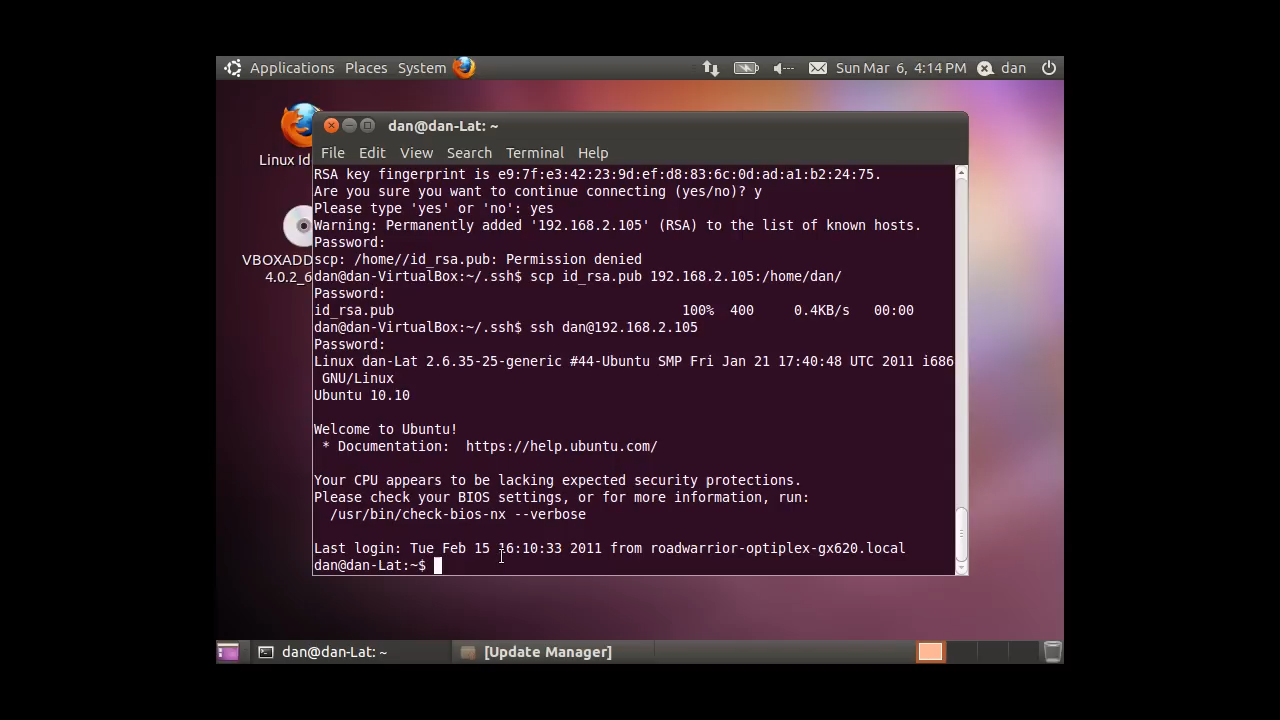 Applications Places System
Sun Mar 6, 4:14 PM dan
Linux Id
VBOXADD
4.0.2_6
dan@dan-Lat: ~
File Edit View Search Terminal Help
RSA key fingerprint is e9:7f:e3:42:23:9d:ef:d8:83:6c:0d:ad:a1:b2:24:75.
Are you sure you want to continue connecting (yes/no)? y
Please type 'yes' or 'no': yes
Warning: Permanently added '192.168.2.105' (RSA) to the list of known hosts.
Password:
scp: /home//id_rsa.pub: Permission denied
dan@dan-VirtualBox:~/.ssh$ scp id_rsa.pub 192.168.2.105:/home/dan/
Password:
id_rsa.pub 100% 400 0.4KB/s 00:00
dan@dan-VirtualBox:~/.ssh$ ssh dan@192.168.2.105
Password:
Linux dan-Lat 2.6.35-25-generic #44-Ubuntu SMP Fri Jan 21 17:40:48 UTC 2011 i686
GNU/Linux
Ubuntu 10.10
Welcome to Ubuntu!
* Documentation: https://help.ubuntu.com/
Your CPU appears to be lacking expected security protections.
Please check your BIOS settings, or for more information, run:
/usr/bin/check-bios-nx --verbose
Last login: Tue Feb 15 16:10:33 2011 from roadwarrior-optiplex-gx620.local
dan@dan-Lat:~$
dan@dan-Lat: ~
[Update Manager]